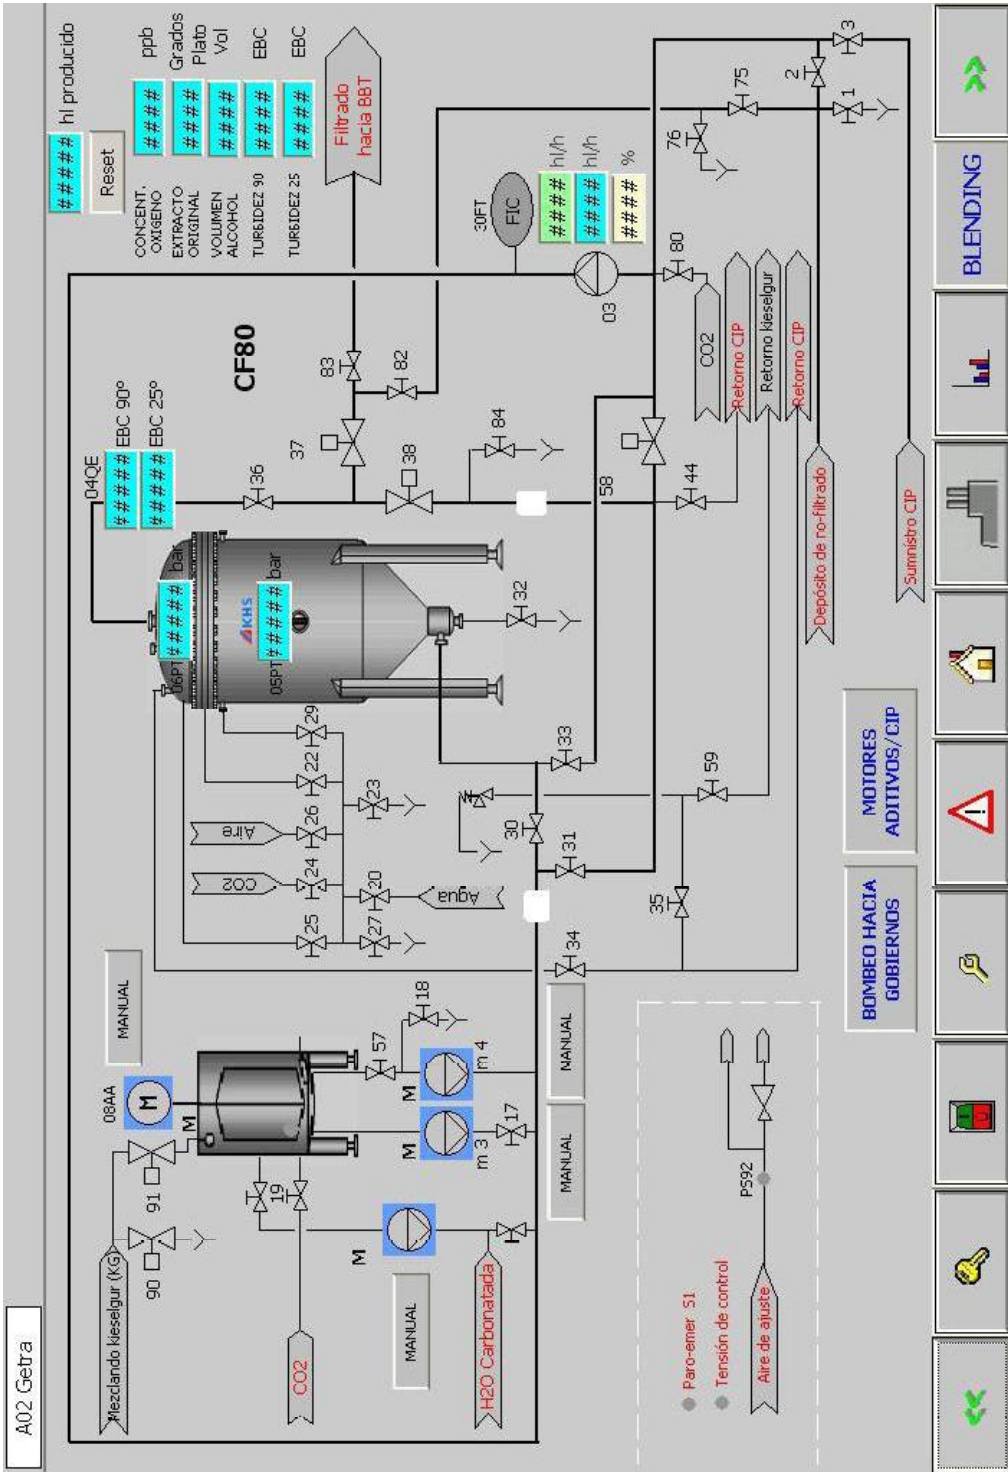 A02 Getra
Mezclando kieselgur (KG)
90
91
08AA
M
M
MANUAL
CO2
19
M
MANUAL
H2O Carbonatada
M
m 3
17
MANUAL
M
m 4
57
18
MANUAL
25
24
CO2
26
Aire
22
29
27
20
Agua
23
34
35
30
31
33
59
06PT
##### bar
KHS
05PT
##### bar
32
04QE
##### EBC 90º
##### EBC 25º
36
37
38
84
58
44
CF80
83
82
##### hl producido
Reset
CONCENT.
OXIGENO
#### ppb
EXTRACTO
ORIGINAL
#### Grados
Plato
VOLUMEN
ALCOHOL
#### Vol
TURBIDEZ 90
#### EBC
TURBIDEZ 25
#### EBC
Filtrado
hacia BBT
30FT
FIC
#### hl/h
#### hl/h
#### %
03
80
76
75
1
2
3
CO2
Retorno CIP
Retorno kieselgur
Retorno CIP
Depósito de no-filtrado
Suministro CIP
Paro-emer S1
Tensión de control
Aire de ajuste
PS92
BOMBEO HACIA
GOBIERNOS
MOTORES
ADITIVOS/CIP
<<
BLENDING
>>